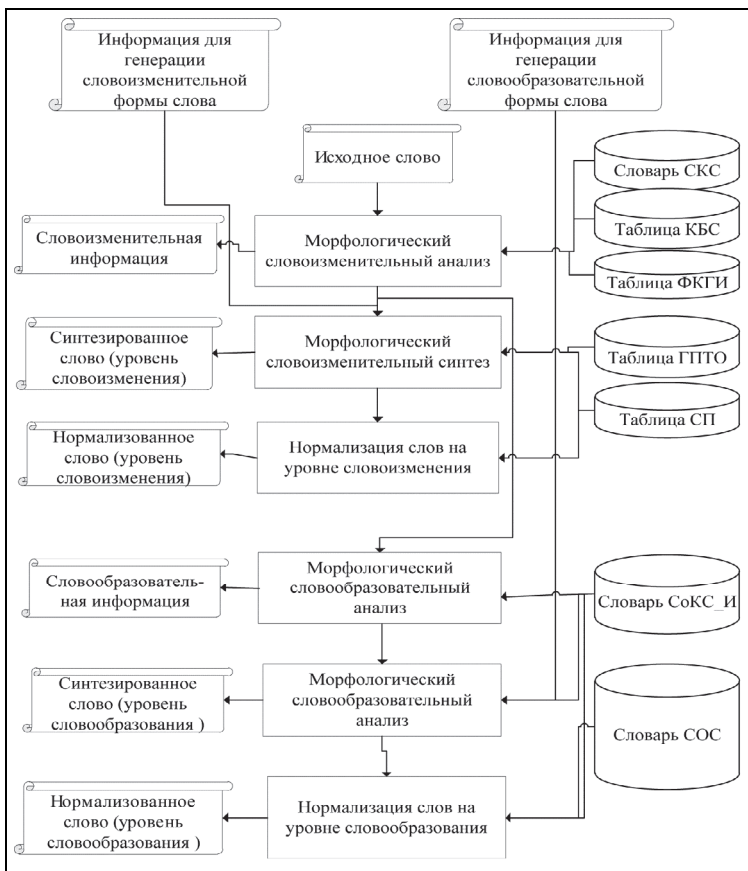 Информация для
генерации
словоизменительной
формы слова
Информация для
генерации
словообразовательной
формы слова
Исходное слово
Словарь СКС
Таблица КБС
Таблица ФКГИ
Словоизменительная
информация
Морфологический
словоизменительный анализ
Синтезированное
слово (уровень
словоизменения)
Морфологический
словоизменительный синтез
Таблица ГПТО
Таблица СП
Нормализованное
слово (уровень
словоизменения)
Нормализация слов на
уровне словоизменения
Словообразователь-
ная информация
Морфологический
словообразовательный
анализ
Словарь СоКС_И
Синтезированное
слово (уровень
словообразования )
Морфологический
словообразовательный
анализ
Словарь СОС
Нормализованное
слово (уровень
словообразования )
Нормализация слов на
уровне словообразования